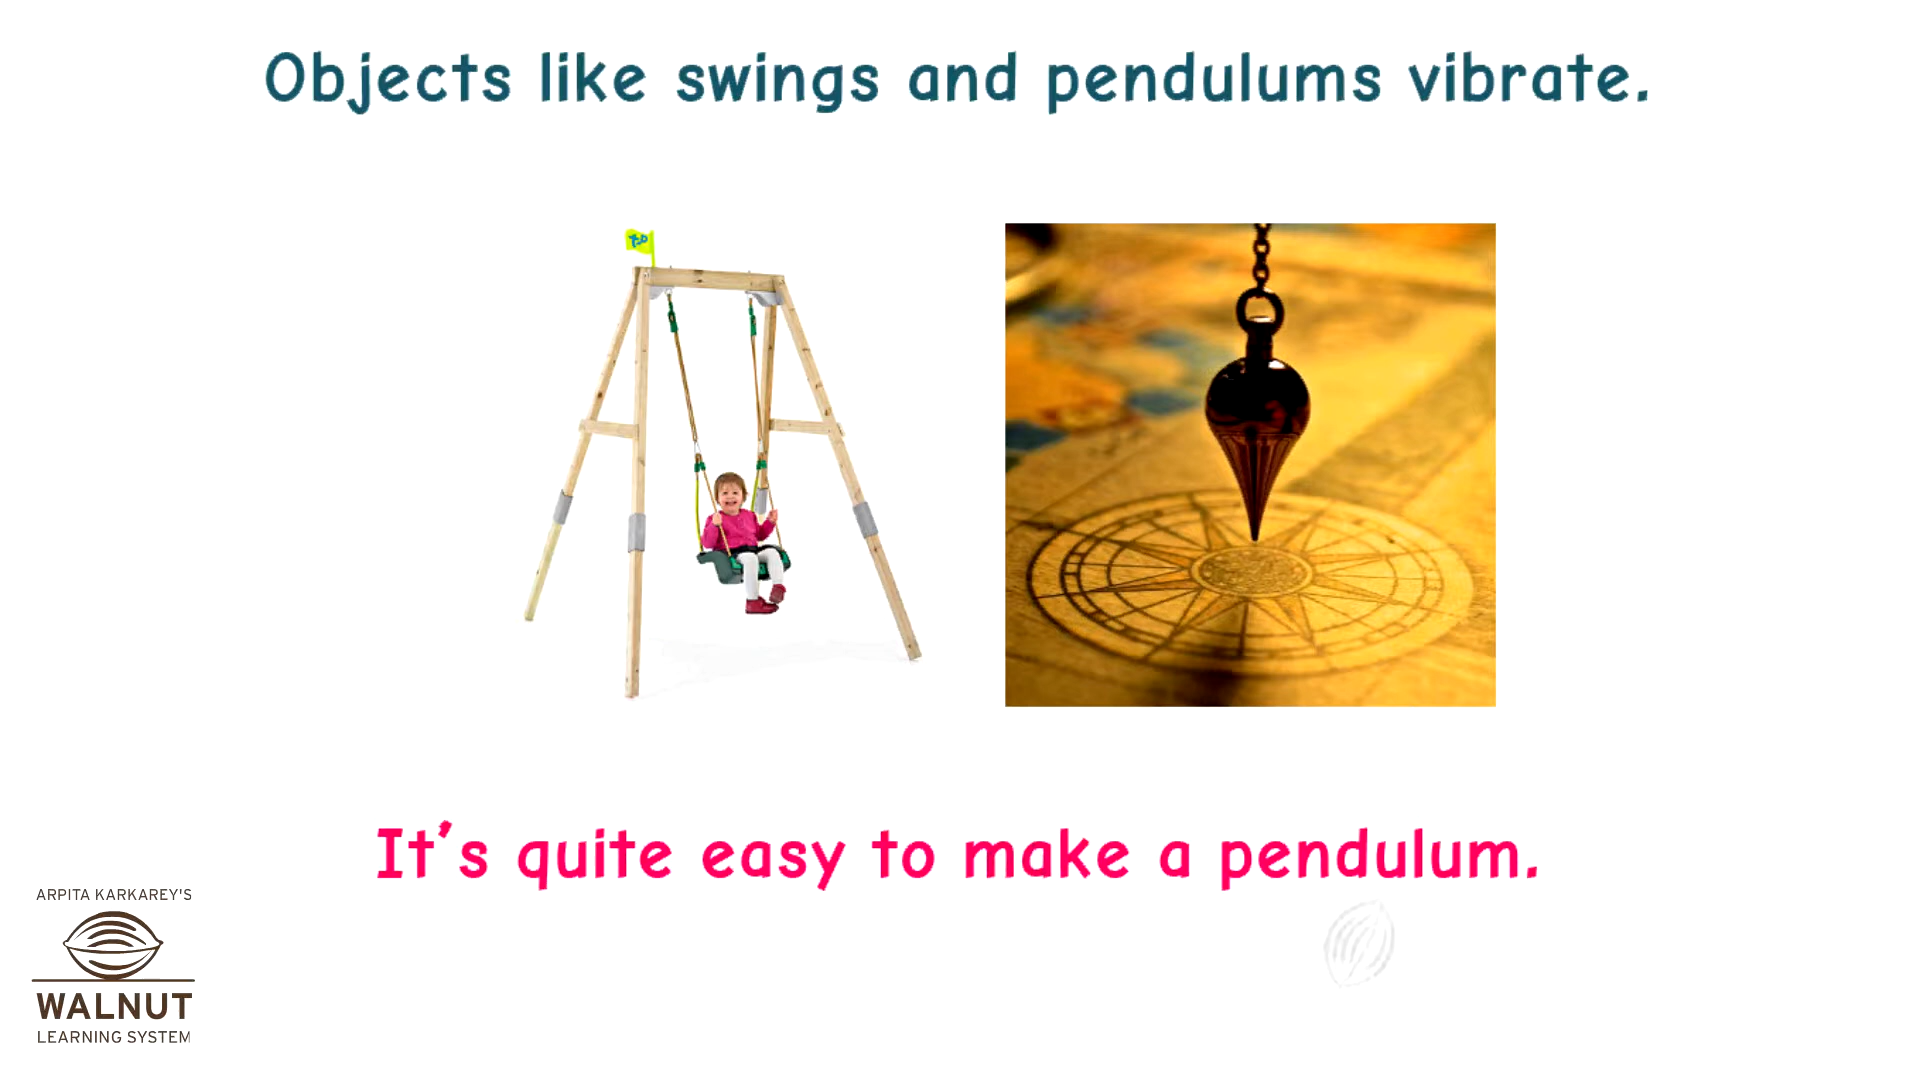 Objects like swings and pendulums vibrate.
It's quite easy to make a pendulum.
ARPITA KARKAREY'S
WALNUT
LEARNING SYSTEM